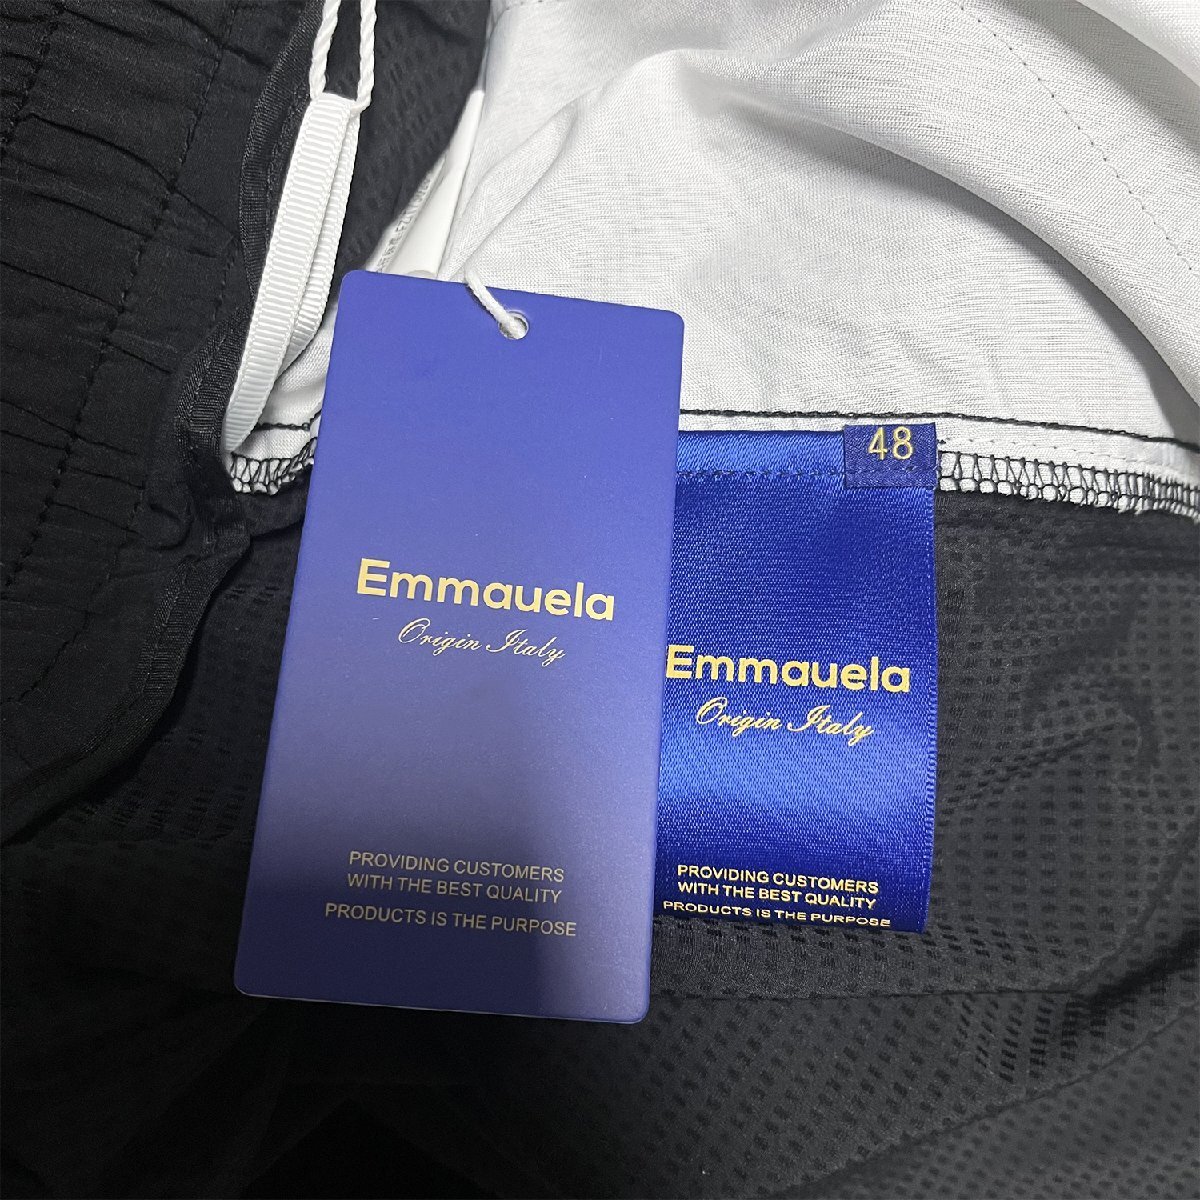 48
Emmauela
Origin Italy
PROVIDING CUSTOMERS
WITH THE BEST QUALITY
PRODUCTS IS THE PURPOSE
Emmauela
Origin Italy
PROVIDING CUSTOMERS
WITH THE BEST QUALITY
PRODUCTS IS THE PURPOSE